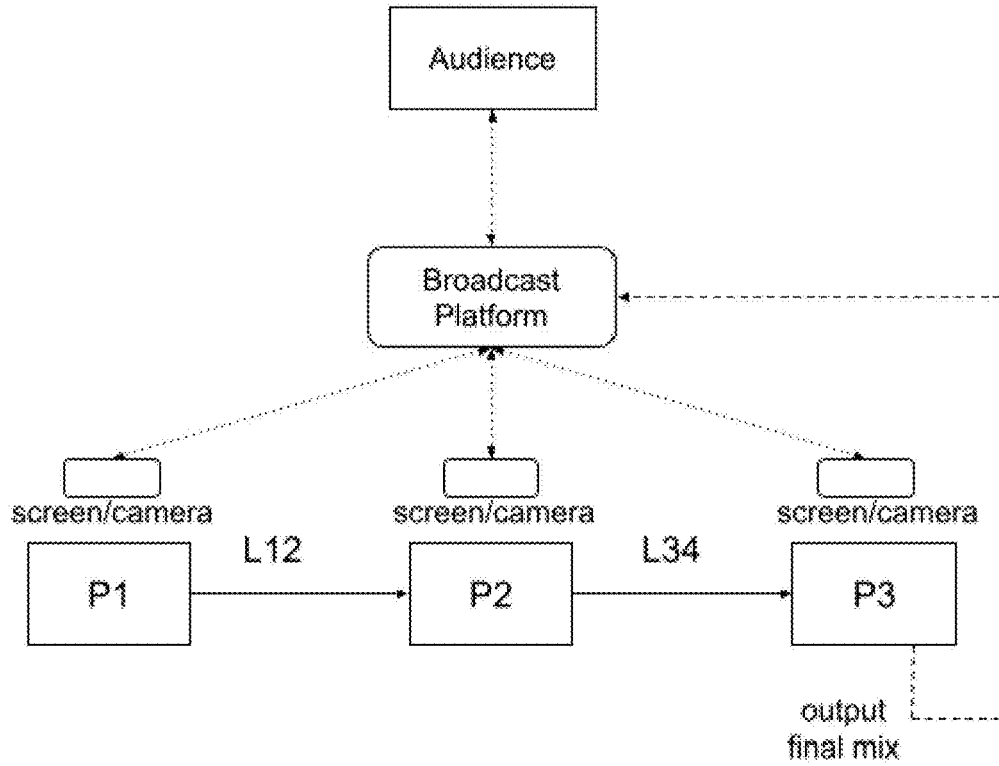 Audience
Broadcast
Platform
screen/camera
screen/camera
screen/camera
L12
L34
P1
P2
P3
output
final mix